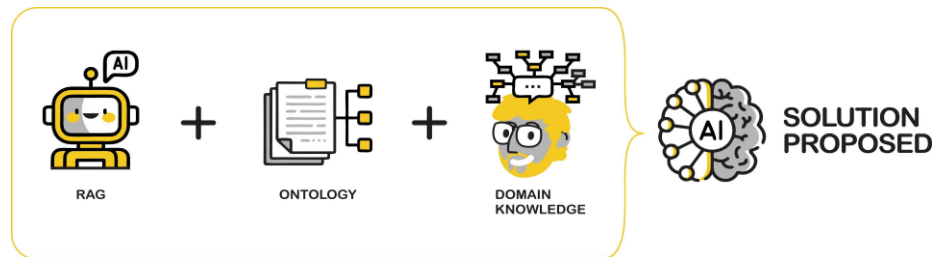 AI
RAG
+
ONTOLOGY
+
...
DOMAIN
KNOWLEDGE
AI
SOLUTION
PROPOSED